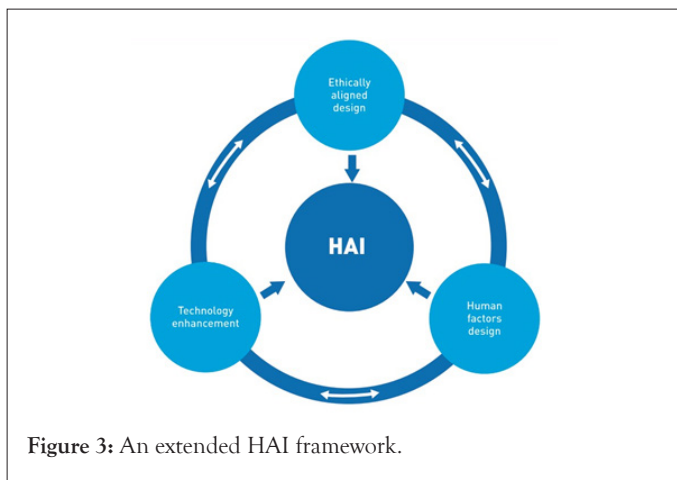 Ethically
aligned
design
HAI
Technology
enhancement
Human
factors
design
Figure 3: An extended HAI framework.